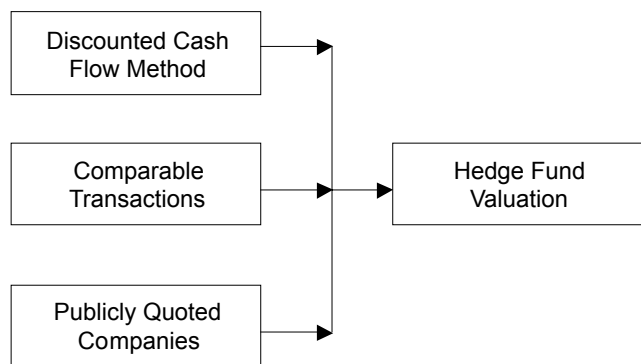 Discounted Cash
Flow Method
Comparable
Transactions
Hedge Fund
Valuation
Publicly Quoted
Companies